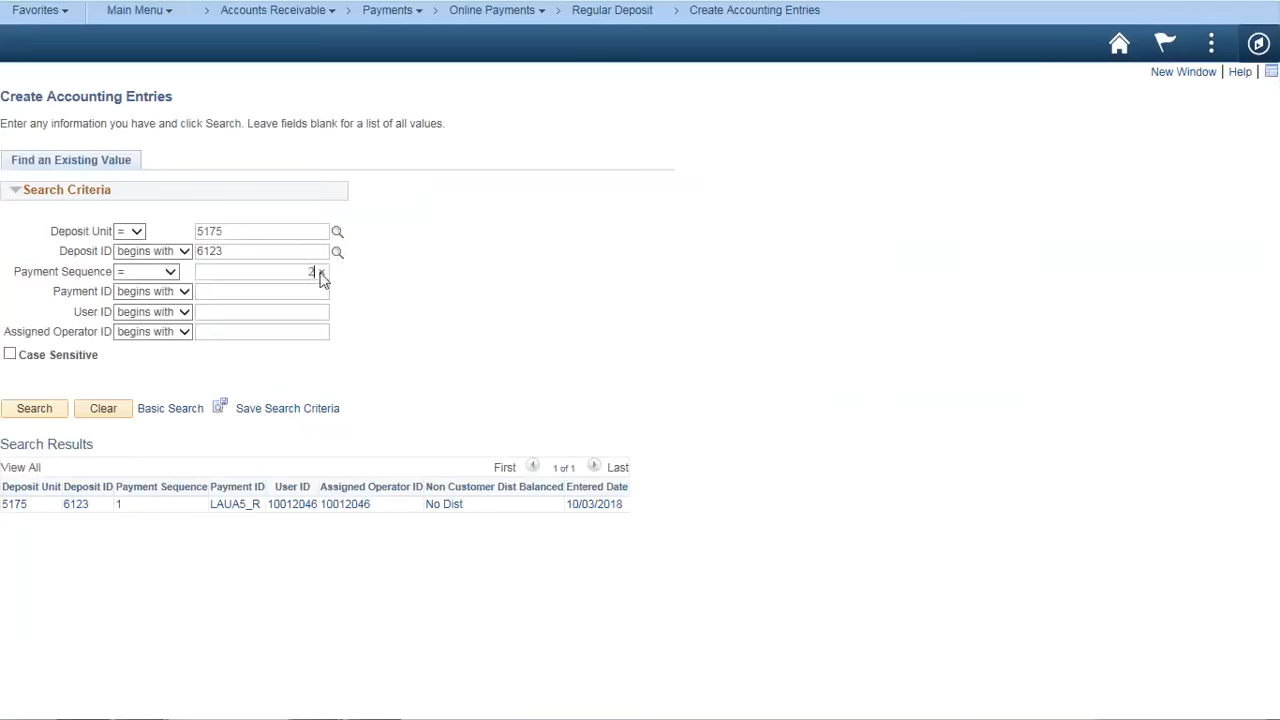 Favorites Main Menu > Accounts Receivable > Payments > Online Payments > Regular Deposit > Create Accounting Entries
New Window | Help
Create Accounting Entries
Enter any information you have and click Search. Leave fields blank for a list of all values.
Find an Existing Value
Search Criteria
Deposit Unit = 5175
Deposit ID begins with 6123
Payment Sequence = 2
Payment ID begins with
User ID begins with
Assigned Operator ID begins with
Case Sensitive
Search Clear Basic Search Save Search Criteria
Search Results
View All First 1 of 1 Last
Deposit Unit Deposit ID Payment Sequence Payment ID User ID Assigned Operator ID Non Customer Dist Balanced Entered Date
5175 6123 1 LAUA5_R 10012046 10012046 No Dist 10/03/2018